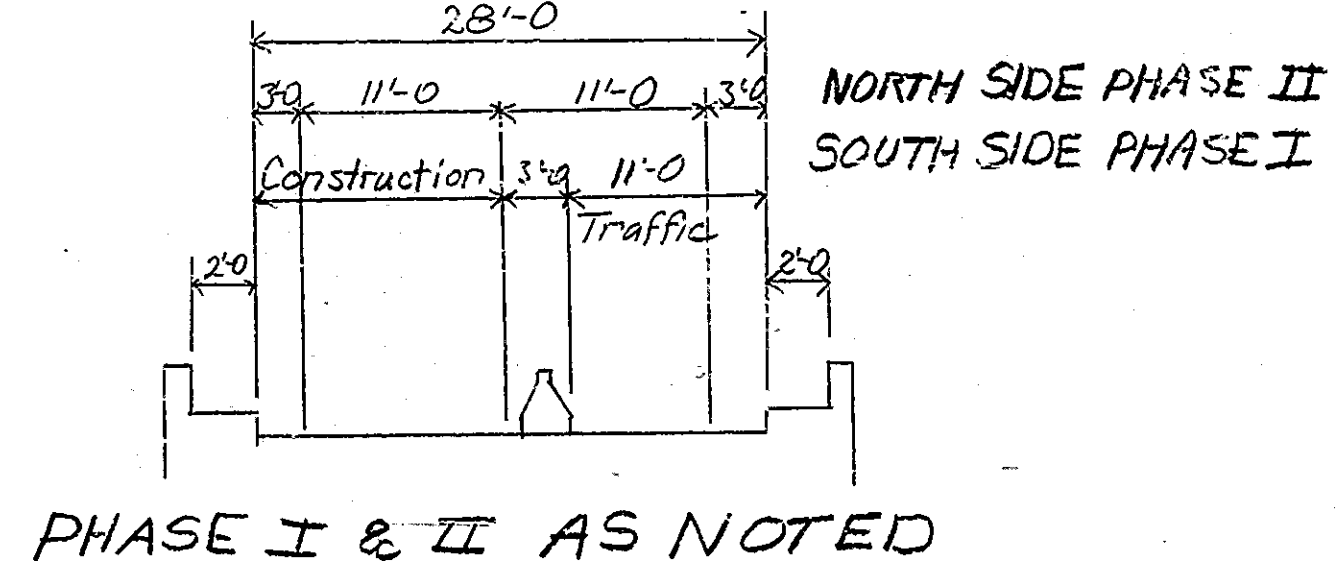 28'-0
3'-0 11'-0 11'-0 3'-0
NORTH SIDE PHASE II
SOUTH SIDE PHASE I
Construction 3'-0 11'-0
Traffic
2'-0 2'-0
PHASE I & II AS NOTED